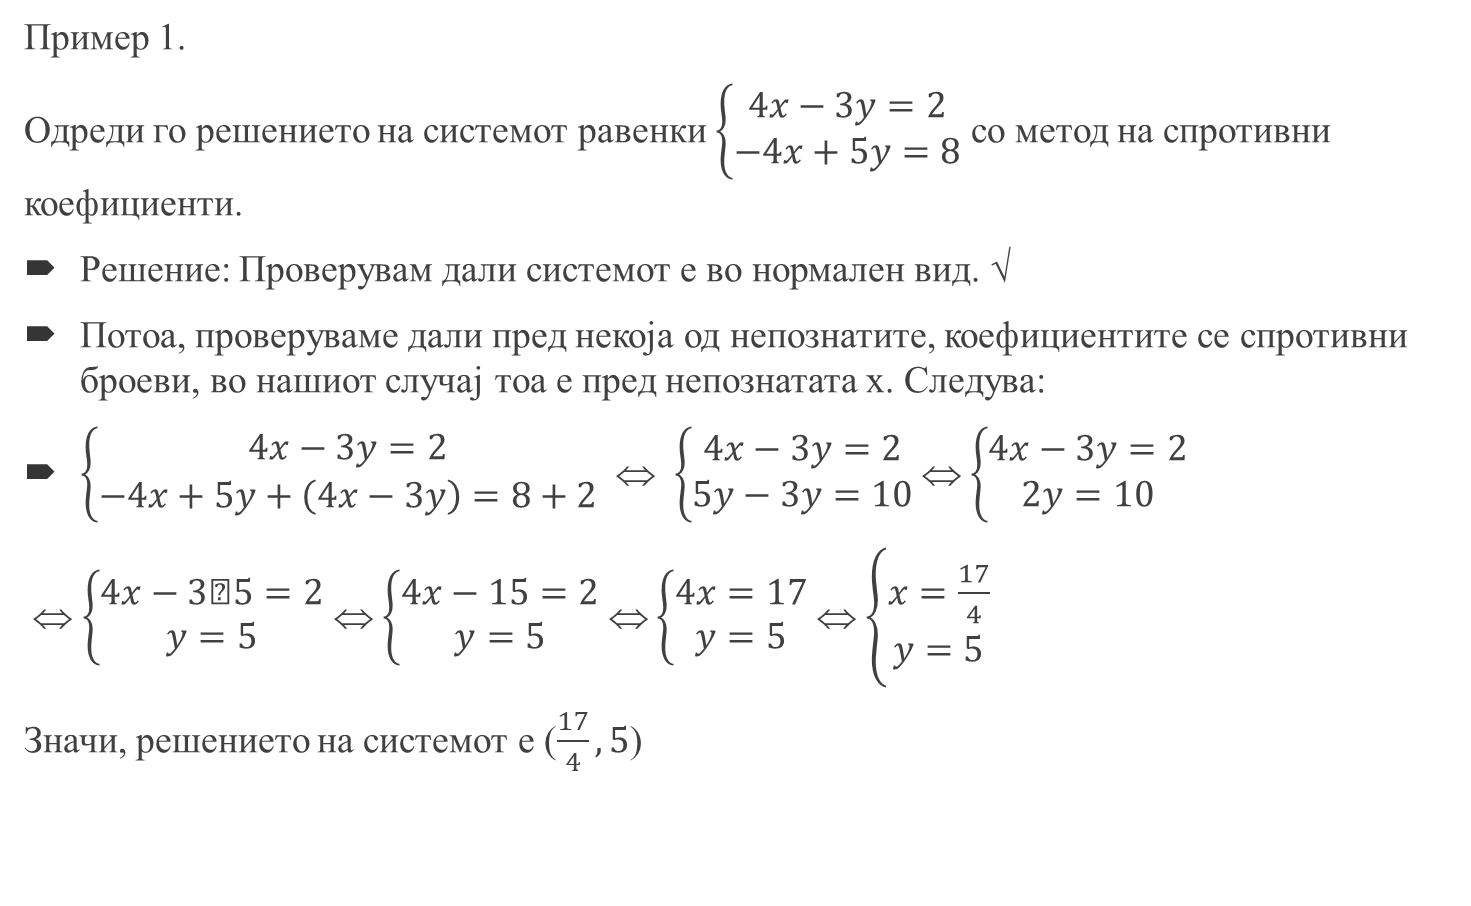 Пример 1.
Одреди го решението на системот равенки {4x − 3y = 2 −4x + 5y = 8 со метод на спротивни
коефициенти.
Решение: Проверувам дали системот е во нормален вид. √
Потоа, проверуваме дали пред некоја од непознатите, коефициентите се спротивни
броеви, во нашиот случај тоа е пред непознатата х. Следува:
{4x − 3y = 2 −4x + 5y + (4x − 3y) = 8 + 2 ⇔ {4x − 3y = 2 5y − 3y = 10 ⇔ {4x − 3y = 2 2y = 10
⇔ {4x − 3⍰5 = 2 y = 5 ⇔ {4x − 15 = 2 y = 5 ⇔ {4x = 17 y = 5 ⇔ {x = 17/4 y = 5
Значи, решението на системот е (17/4 , 5)